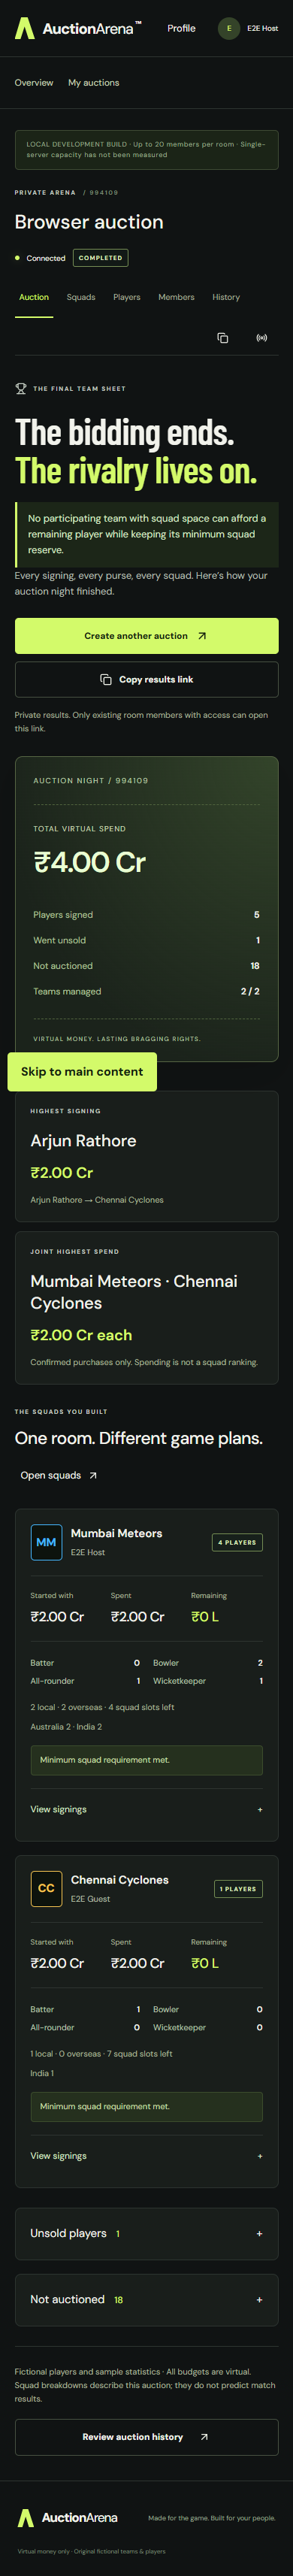 AuctionArena™ Profile E E2E Host
Overview My auctions
LOCAL DEVELOPMENT BUILD · Up to 20 members per room · Single-
server capacity has not been measured
PRIVATE ARENA / 994109
Browser auction
Connected COMPLETED
Auction Squads Players Members History
THE FINAL TEAM SHEET
The bidding ends.
The rivalry lives on.
No participating team with squad space can afford a
remaining player while keeping its minimum squad
reserve.
Every signing, every purse, every squad. Here's how your
auction night finished.
Create another auction
Copy results link
Private results. Only existing room members with access can open
this link.
AUCTION NIGHT / 994109
TOTAL VIRTUAL SPEND
₹4.00 Cr
Players signed 5
Went unsold 1
Not auctioned 18
Teams managed 2 / 2
VIRTUAL MONEY. LASTING BRAGGING RIGHTS.
Skip to main content
HIGHEST SIGNING
Arjun Rathore
₹2.00 Cr
Arjun Rathore → Chennai Cyclones
JOINT HIGHEST SPEND
Mumbai Meteors · Chennai
Cyclones
₹2.00 Cr each
Confirmed purchases only. Spending is not a squad ranking.
THE SQUADS YOU BUILT
One room. Different game plans.
Open squads
MM Mumbai Meteors 4 PLAYERS
E2E Host
Started with Spent Remaining
₹2.00 Cr ₹2.00 Cr ₹0 L
Batter 0 Bowler 2
All-rounder 1 Wicketkeeper 1
2 local · 2 overseas · 4 squad slots left
Australia 2 · India 2
Minimum squad requirement met.
View signings +
CC Chennai Cyclones 1 PLAYERS
E2E Guest
Started with Spent Remaining
₹2.00 Cr ₹2.00 Cr ₹0 L
Batter 1 Bowler 0
All-rounder 0 Wicketkeeper 0
1 local · 0 overseas · 7 squad slots left
India 1
Minimum squad requirement met.
View signings +
Unsold players 1 +
Not auctioned 18 +
Fictional players and sample statistics · All budgets are virtual.
Squad breakdowns describe this auction; they do not predict match
results.
Review auction history
AuctionArena Made for the game. Built for your people.
Virtual money only · Original fictional teams & players